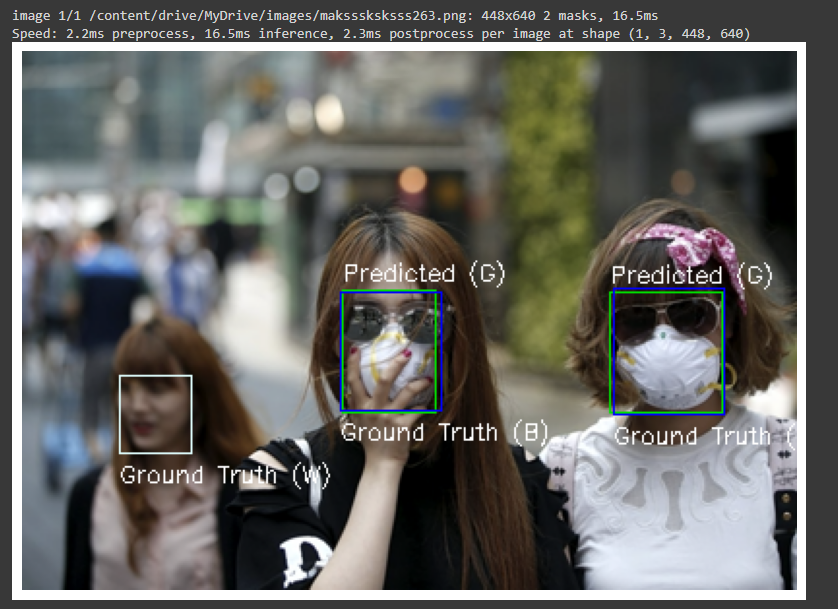 image 1/1 /content/drive/MyDrive/images/maksssksksss263.png: 448x640 2 masks, 16.5ms
Speed: 2.2ms preprocess, 16.5ms inference, 2.3ms postprocess per image at shape (1, 3, 448, 640)
Predicted (G)
Predicted (G)
Ground Truth (B)
Ground Truth (
Ground Truth (W)
D